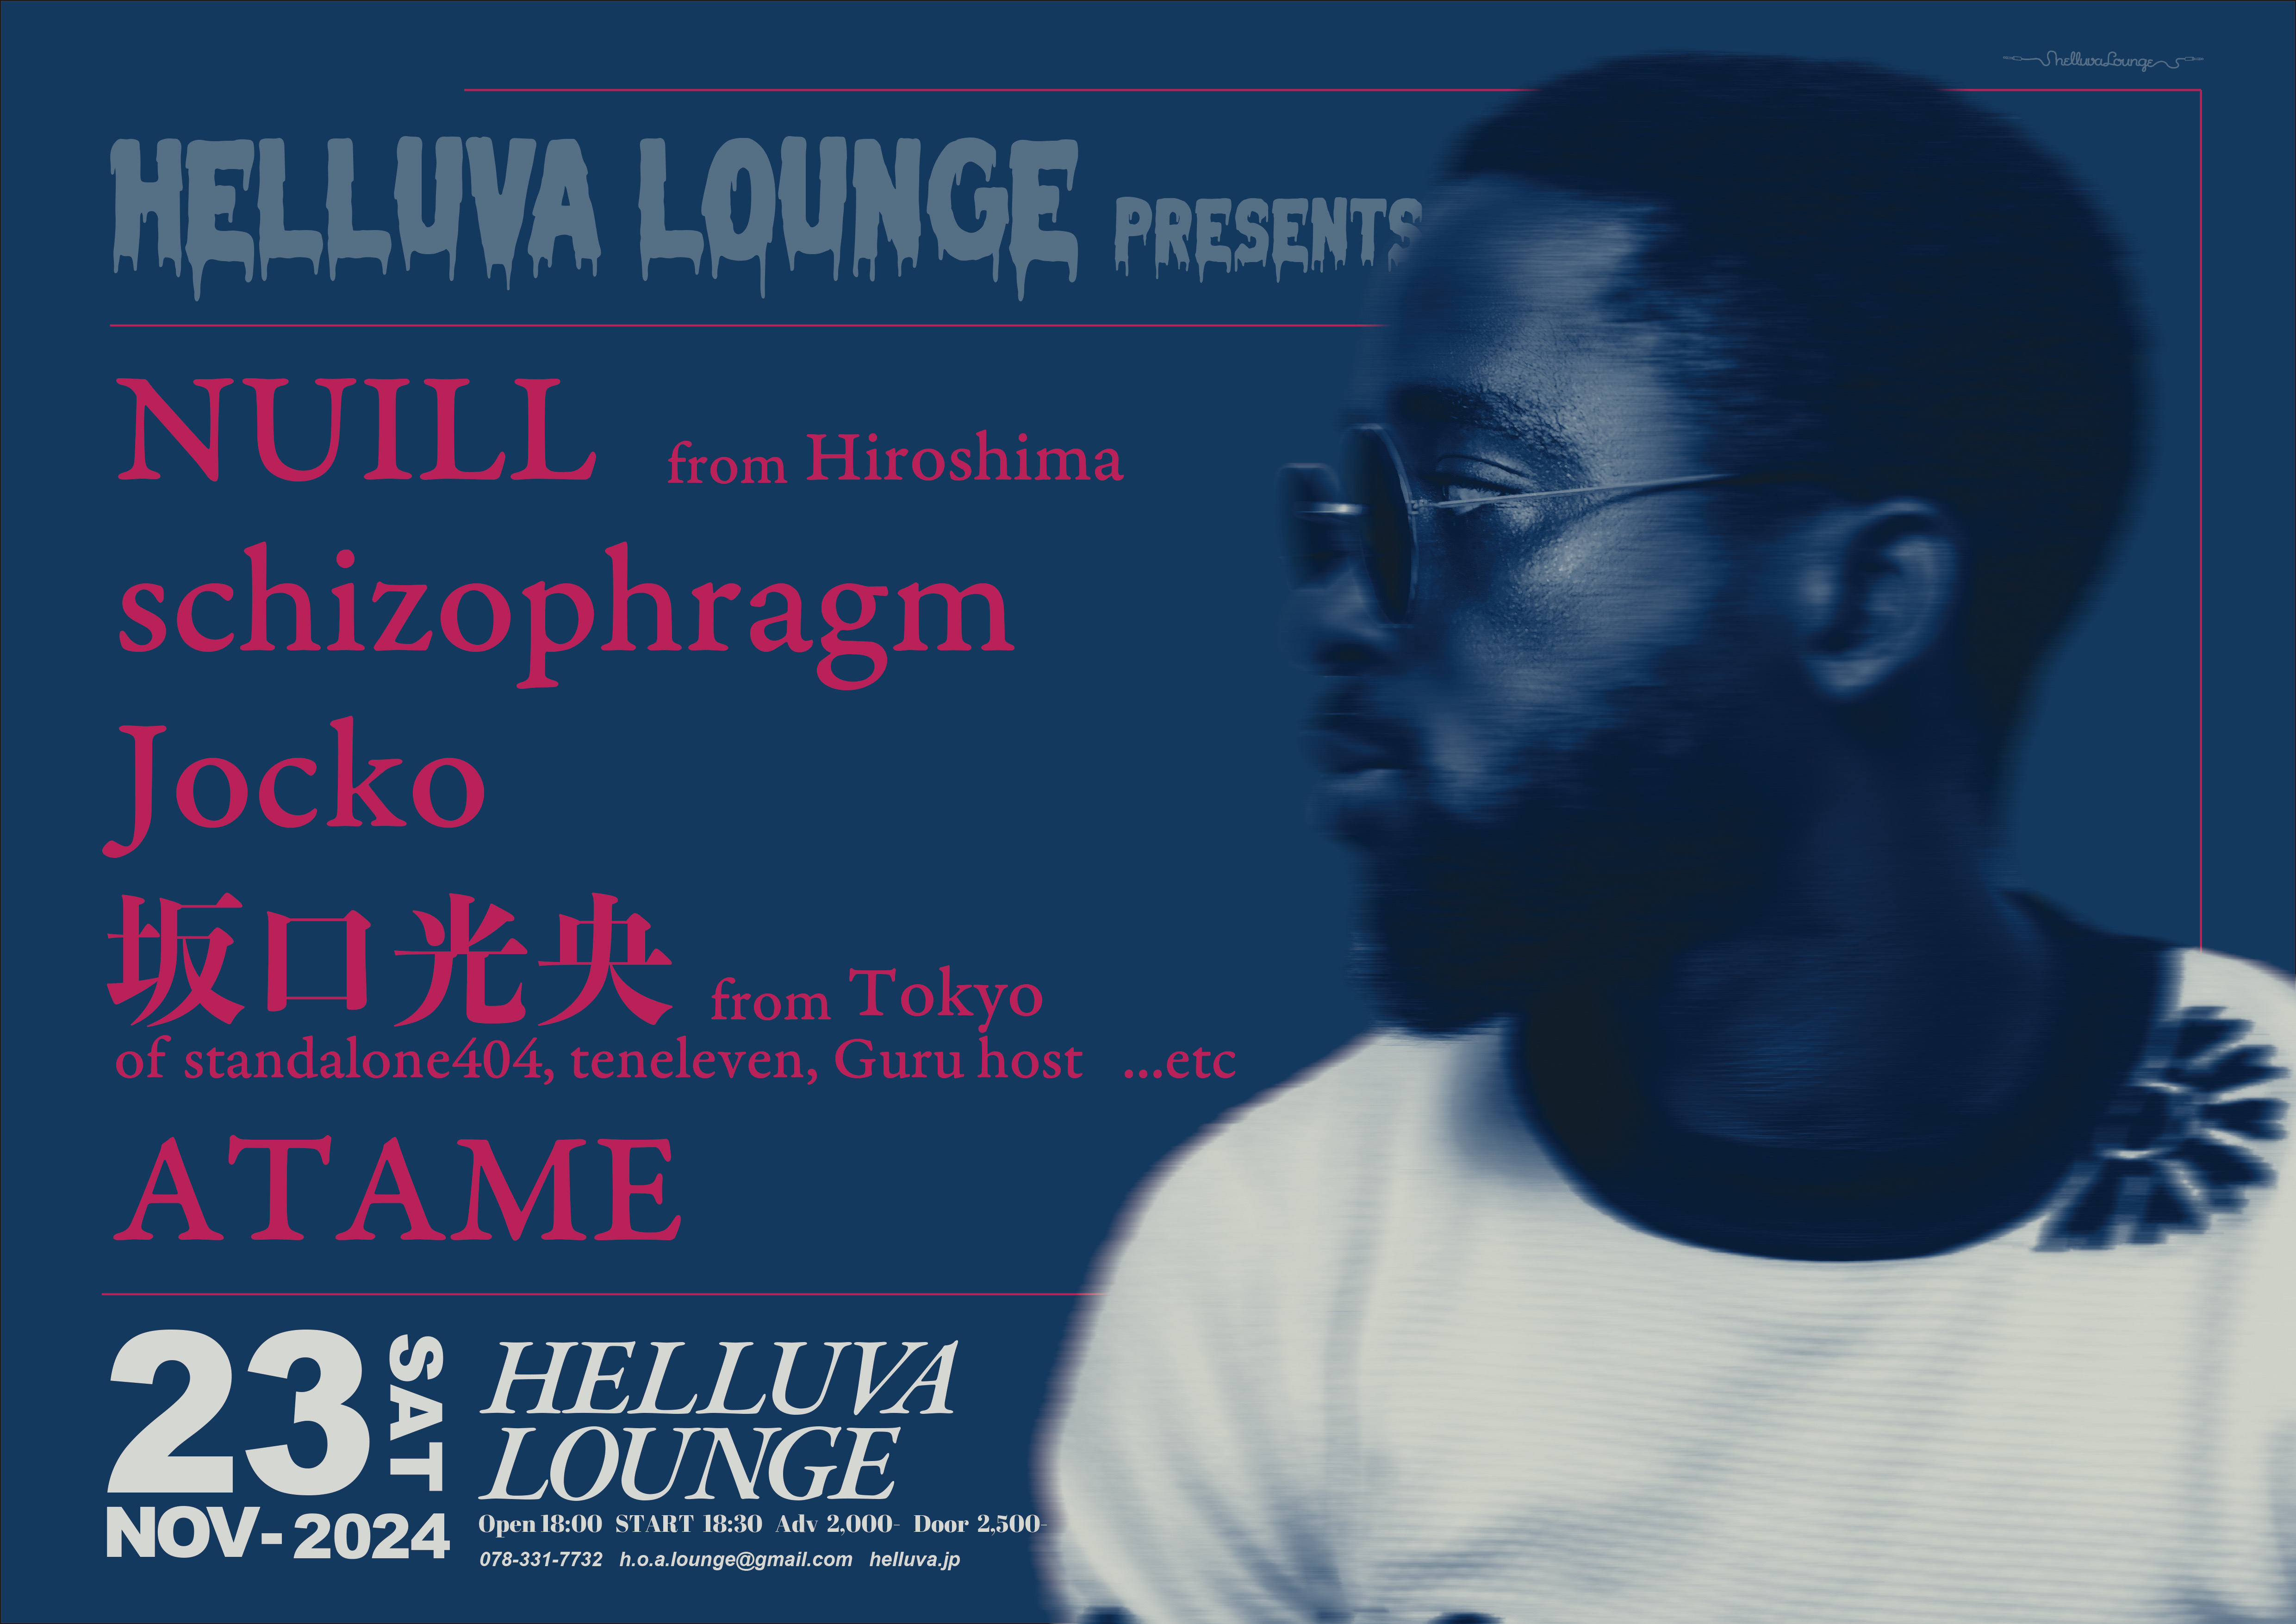 helluvaLounge
HELLUVA LOUNGE PRESENTS
NUILL from Hiroshima
schizophragm
Jocko
坂口光央 from Tokyo
of standalone404, teneleven, Guru host ...etc
ATAME
23 SAT
NOV-2024
HELLUVA
LOUNGE
Open 18:00 START 18:30 Adv 2,000- Door 2,500-
078-331-7732 h.o.a.lounge@gmail.com helluva.jp